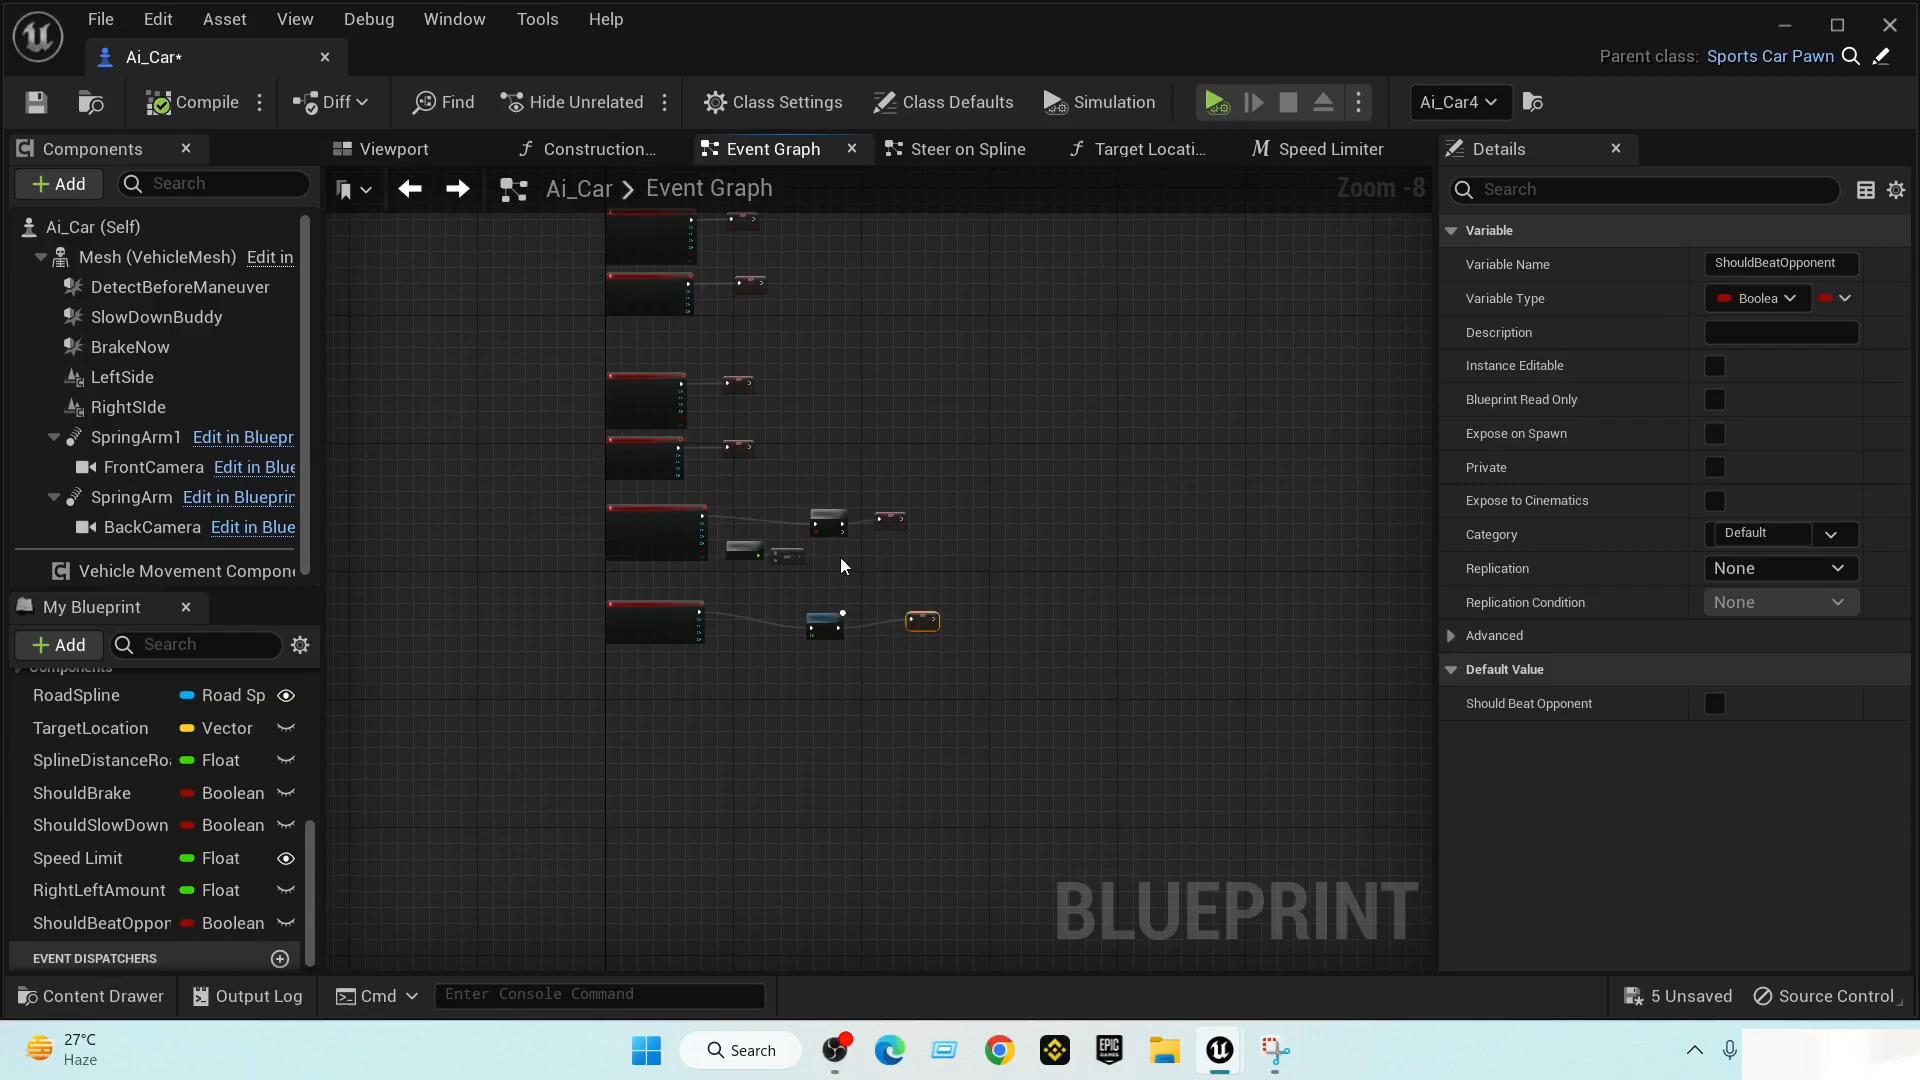 File Edit Asset View Debug Window Tools Help
Ai_Car*
Parent class: Sports Car Pawn
Compile Diff Find Hide Unrelated Class Settings Class Defaults Simulation Ai_Car4
Components Viewport Construction... Event Graph Steer on Spline Target Locati... Speed Limiter Details
Add Search Ai_Car Event Graph Zoom -8 Search
Ai_Car (Self)
Mesh (VehicleMesh) Edit in
DetectBeforeManeuver
SlowDownBuddy
BrakeNow
LeftSide
RightSIde
SpringArm1 Edit in Bluepr
FrontCamera Edit in Blue
SpringArm Edit in Blueprin
BackCamera Edit in Blue
Vehicle Movement Compone
My Blueprint
Add Search
Components
RoadSpline Road Sp
TargetLocation Vector
SplineDistanceRoa Float
ShouldBrake Boolean
ShouldSlowDown Boolean
Speed Limit Float
RightLeftAmount Float
ShouldBeatOppon Boolean
EVENT DISPATCHERS
BLUEPRINT
Variable
Variable Name ShouldBeatOpponent
Variable Type Boolea
Description
Instance Editable
Blueprint Read Only
Expose on Spawn
Private
Expose to Cinematics
Category Default
Replication None
Replication Condition None
Advanced
Default Value
Should Beat Opponent
Content Drawer Output Log Cmd Enter Console Command 5 Unsaved Source Control
27°C
Haze
Search
EPIC
GAMES